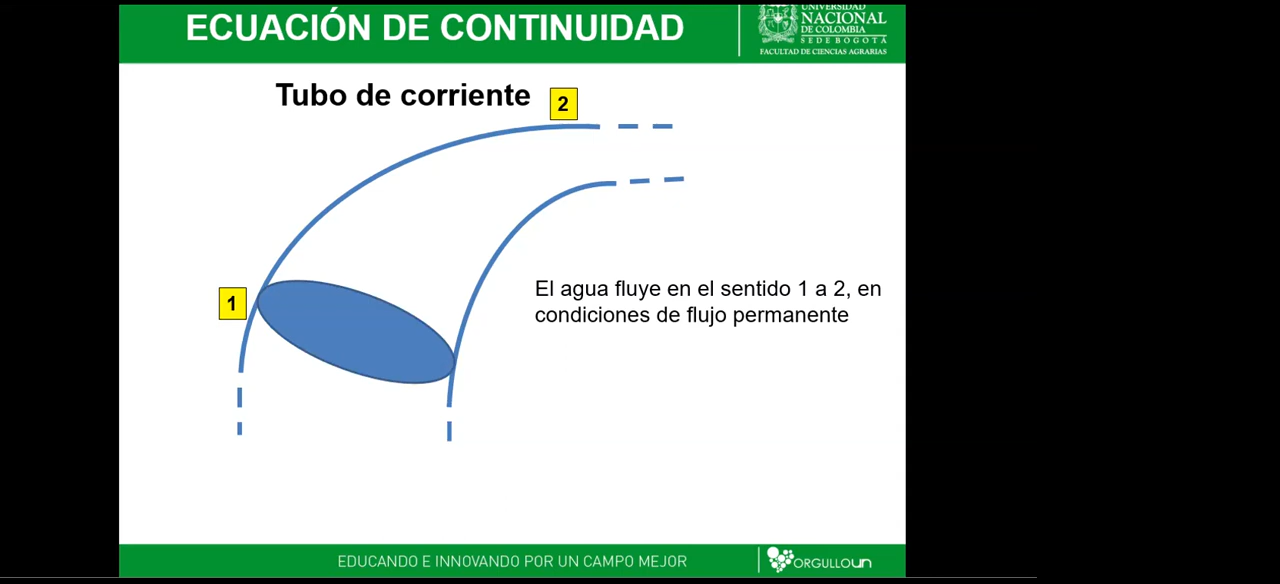 ECUACIÓN DE CONTINUIDAD
UNIVERSIDAD
NACIONAL
DE COLOMBIA
SEDE BOGOTÁ
FACULTAD DE CIENCIAS AGRARIAS
Tubo de corriente
2
1
El agua fluye en el sentido 1 a 2, en
condiciones de flujo permanente
EDUCANDO E INNOVANDO POR UN CAMPO MEJOR
ORGULLOUN